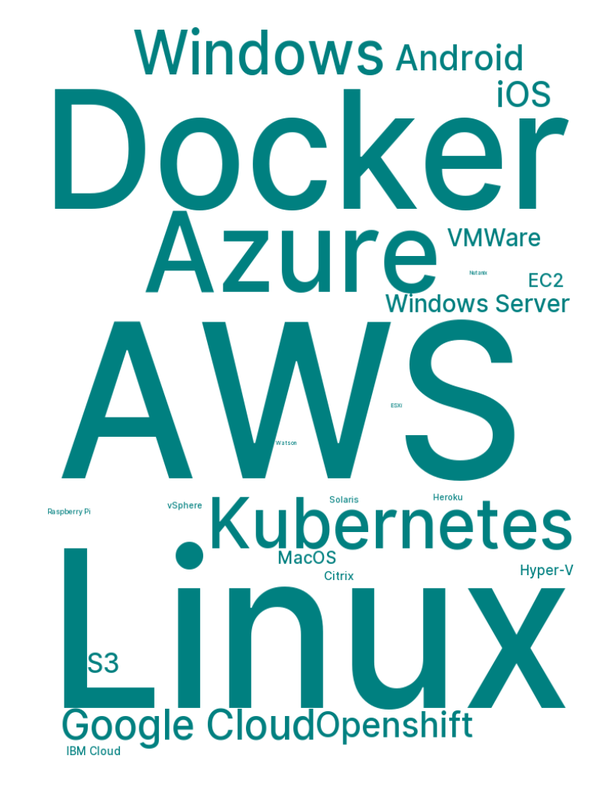 Windows Android
iOS
Docker
Azure VMWare
Nutanix
EC2
Windows Server
AWS
ESXi
Watson
Solaris Heroku
vSphere
Raspberry Pi
Kubernetes
MacOS
Citrix Hyper-V
Linux
S3
Google Cloud Openshift
IBM Cloud